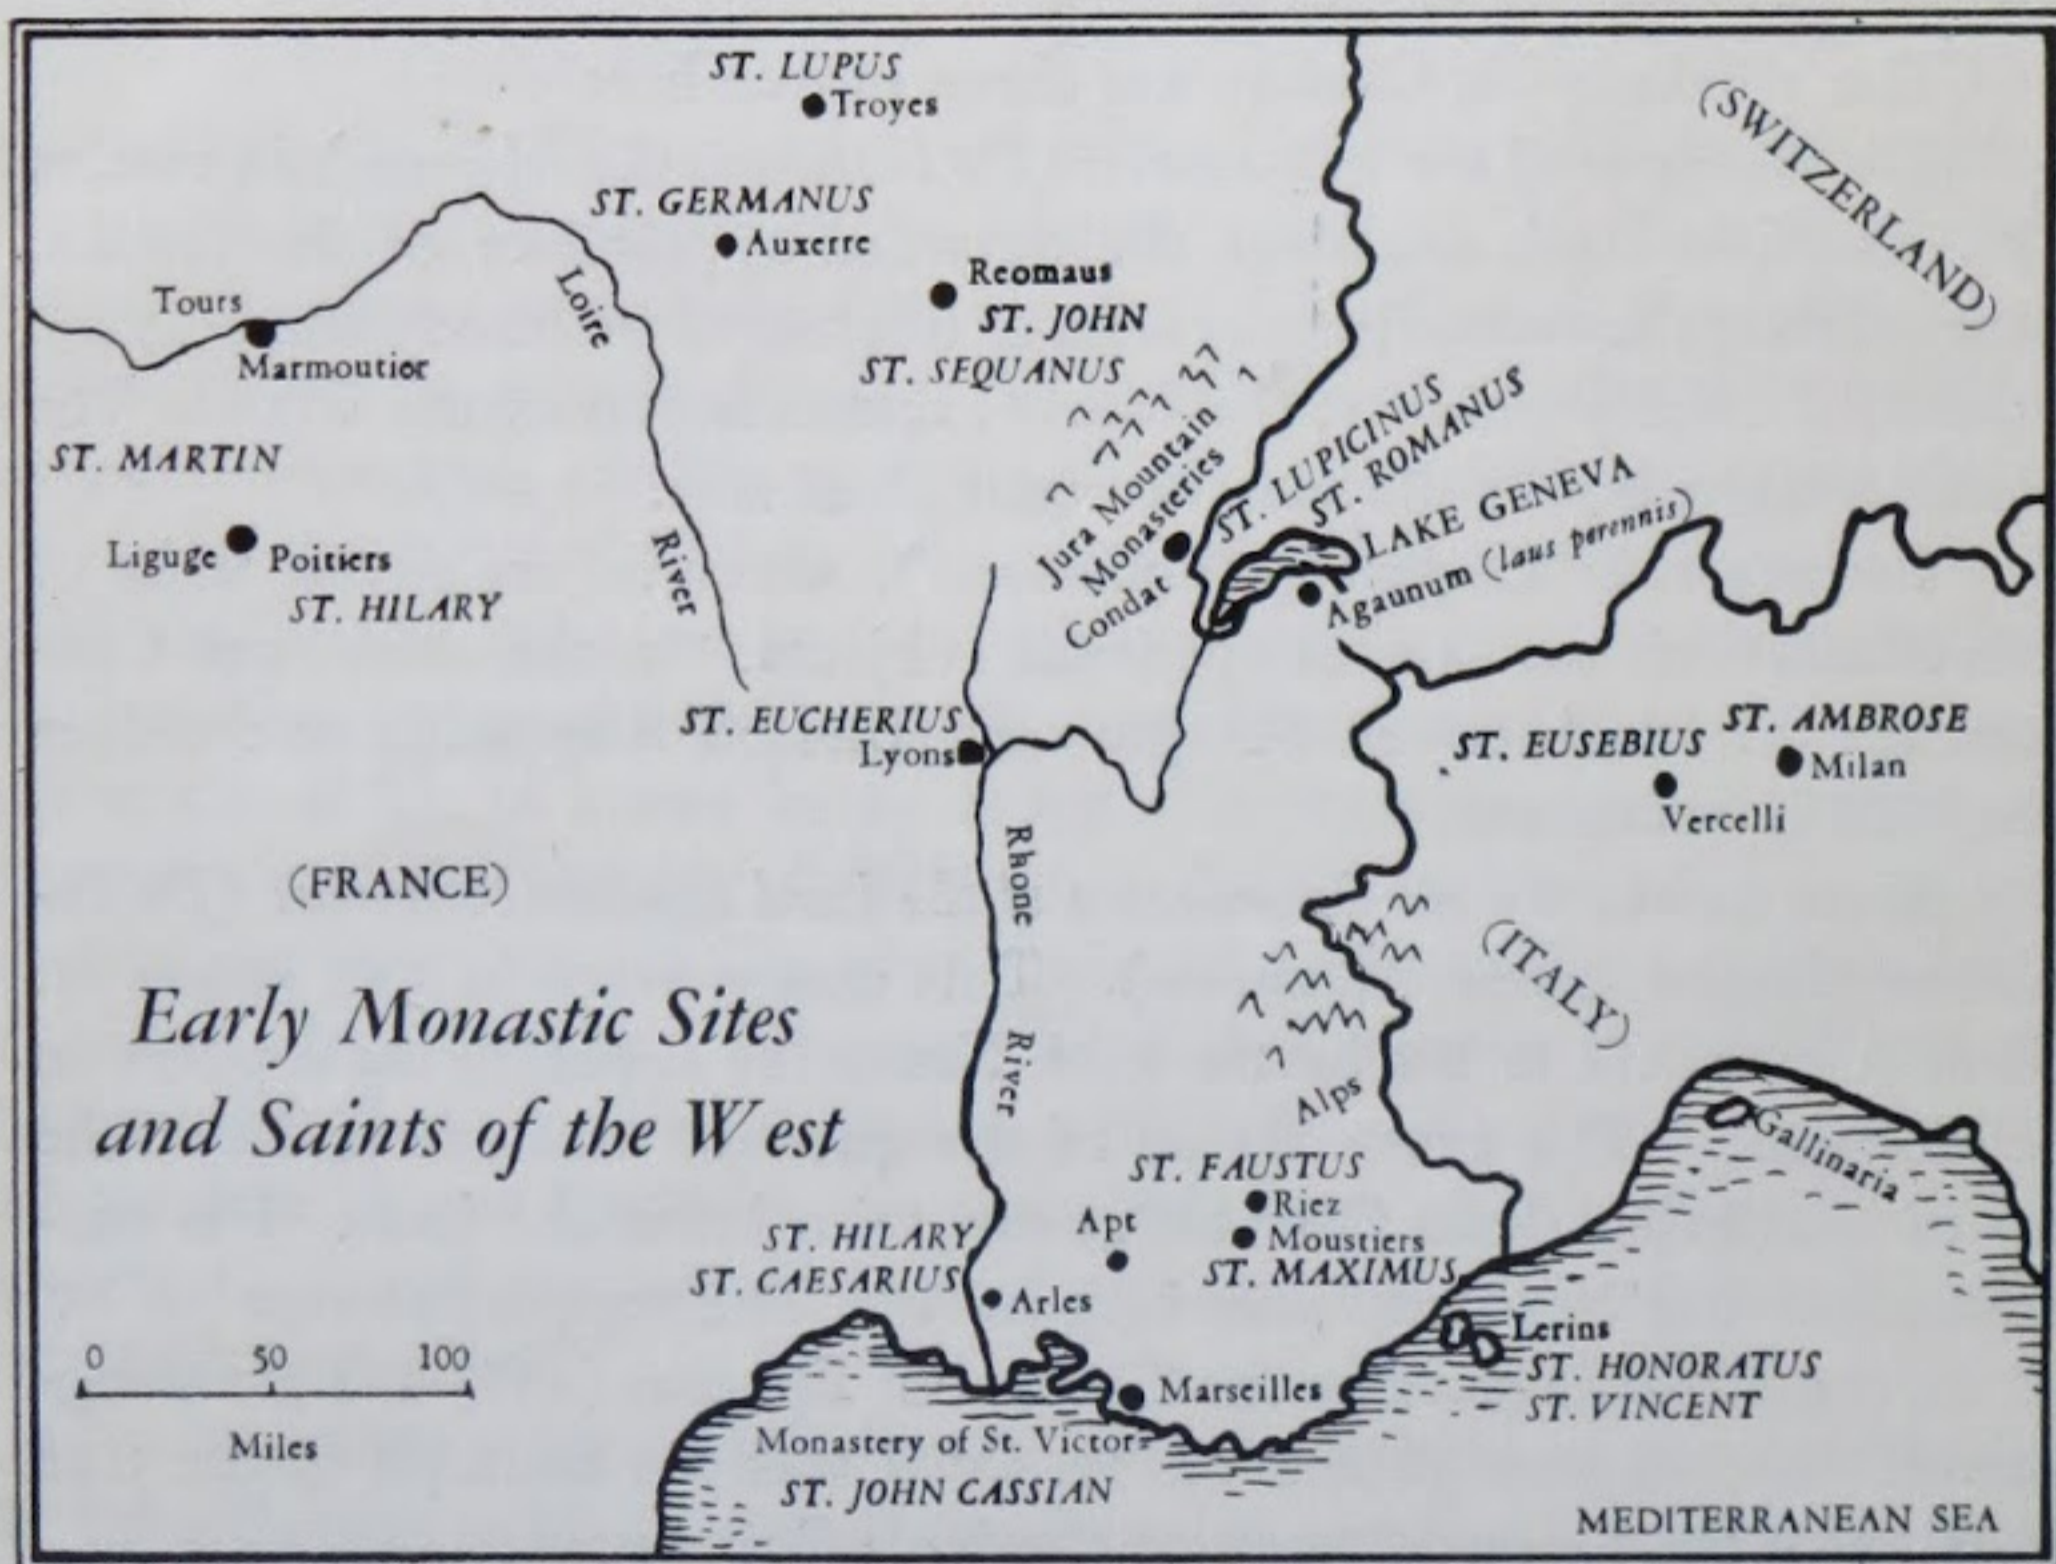 ST. LUPUS
Troyes
(SWITZERLAND)
ST. GERMANUS
Auxerre
Reomaus
ST. JOHN
ST. SEQUANUS
Tours
Marmoutier
Loire
River
ST. MARTIN
Liguge
Poitiers
ST. HILARY
Jura Mountain
Monasteries
Condat
ST. LUPICINUS
ST. ROMANUS
LAKE GENEVA
Agaunum (laus perennis)
ST. EUCHERIUS
Lyons
ST. EUSEBIUS
Vercelli
ST. AMBROSE
Milan
(FRANCE)
Rhone
River
(ITALY)
Alps
Early Monastic Sites
and Saints of the West
Gallinaria
ST. FAUSTUS
Riez
Moustiers
ST. MAXIMUS
Apt
ST. HILARY
ST. CAESARIUS
Arles
Lerins
ST. HONORATUS
ST. VINCENT
0 50 100
Miles
Marseilles
Monastery of St. Victor
ST. JOHN CASSIAN
MEDITERRANEAN SEA